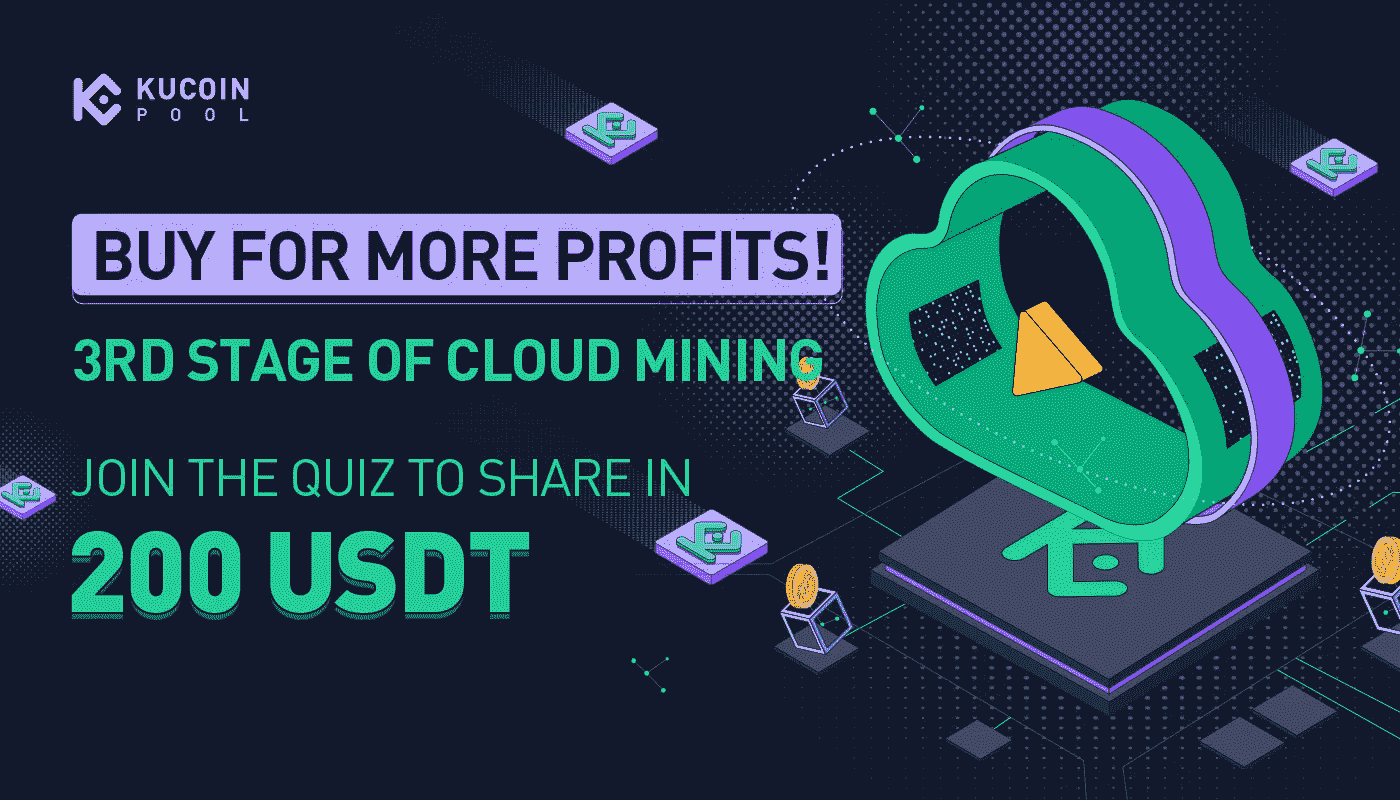 KUCOIN
POOL
BUY FOR MORE PROFITS!
3RD STAGE OF CLOUD MINING
JOIN THE QUIZ TO SHARE IN
200 USDT